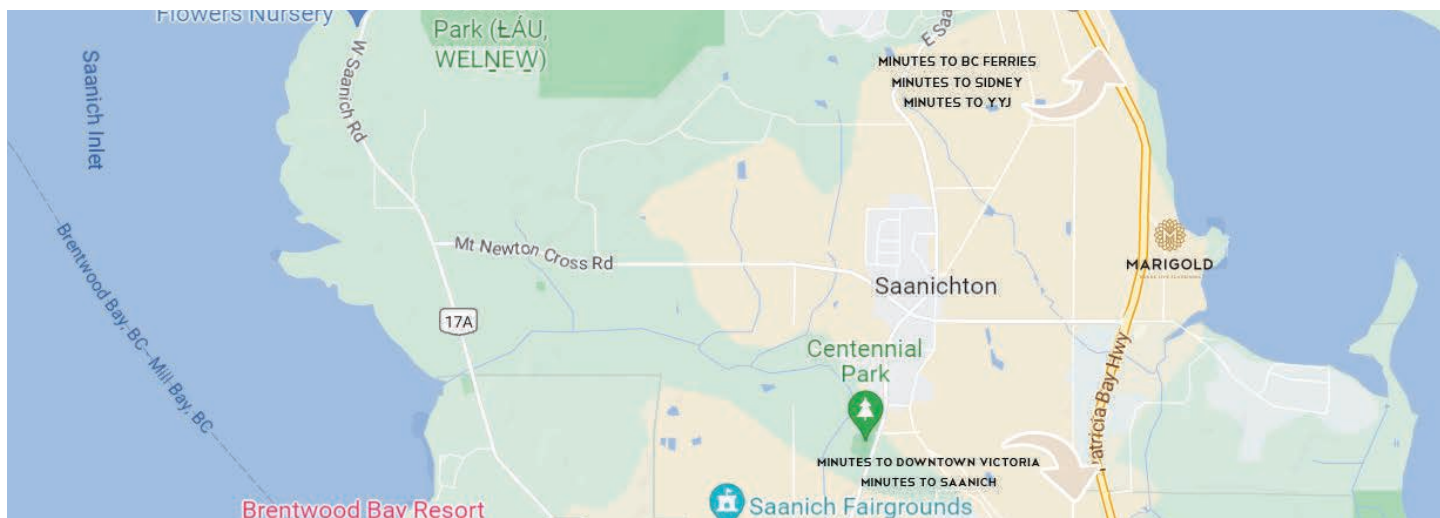 Flowers Nursery
Park (ȽÁU,
WELṈEW)
W Saanich Rd
Saanich Inlet
E Saa
MINUTES TO BC FERRIES
MINUTES TO SIDNEY
MINUTES TO YYJ
Brentwood Bay, BC - Mill Bay, BC
Mt Newton Cross Rd
MARIGOLD
Saanichton
17A
Centennial
Park
atricia Bay Hwy
MINUTES TO DOWNTOWN VICTORIA
MINUTES TO SAANICH
Brentwood Bay Resort
Saanich Fairgrounds